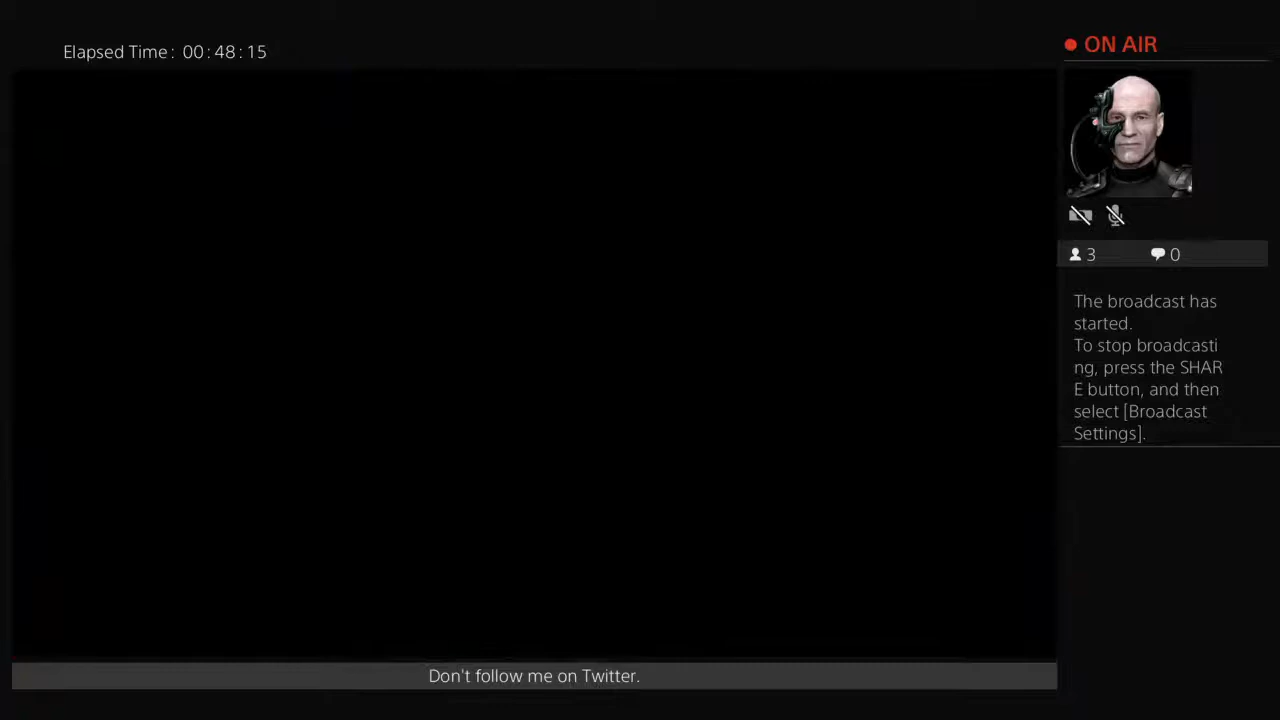 Elapsed Time: 00:48:15
ON AIR
3
0
The broadcast has
started.
To stop broadcasti
ng, press the SHAR
E button, and then
select [Broadcast
Settings].
Don't follow me on Twitter.